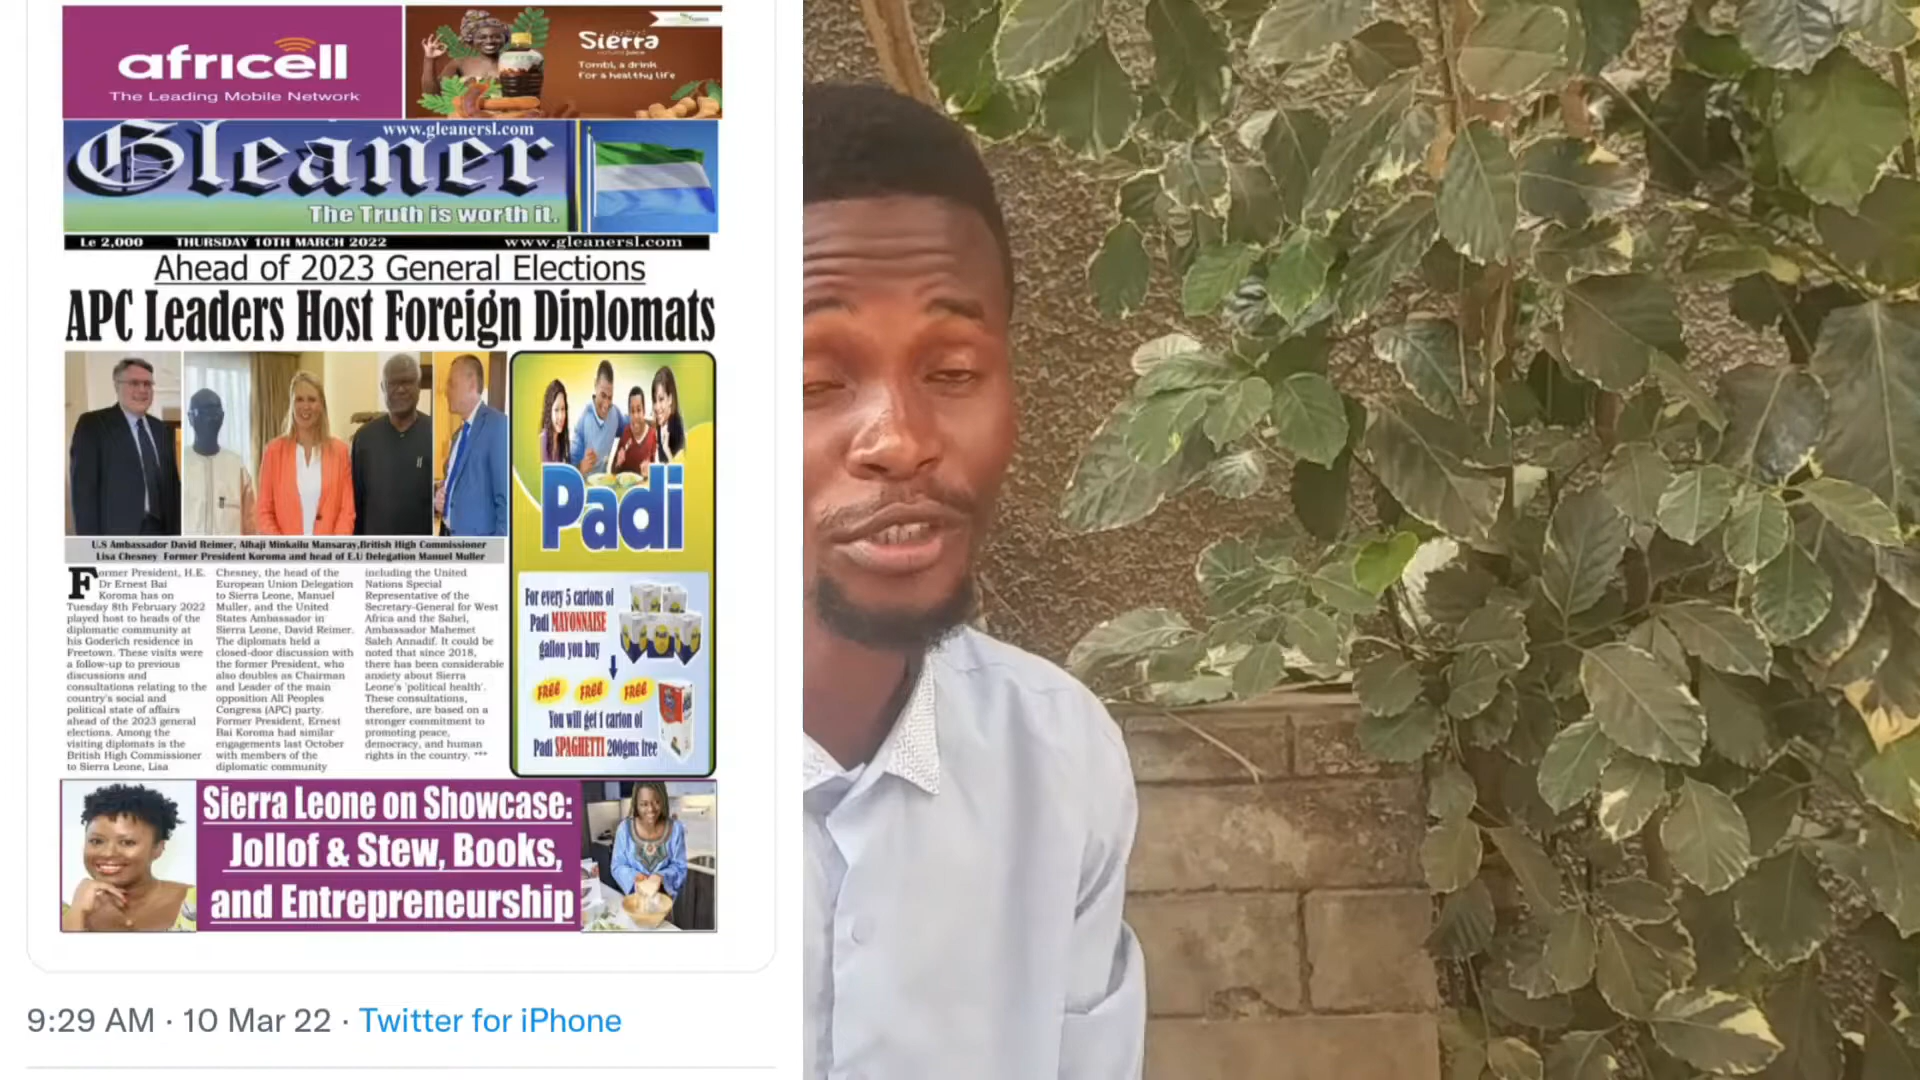 africell
The Leading Mobile Network
Sierra
Tombi, a drink
For a healthy life
www.gleanersl.com
Gleaner
The Truth is worth it.
Le 2,000 THURSDAY 10TH MARCH 2022 www.gleanersl.com
Ahead of 2023 General Elections
APC Leaders Host Foreign Diplomats
U.S Ambassador David Reimer, Alhaji Minkailu Mansaray,British High Commissioner
Lisa Chesney Former President Koroma and head of E.U Delegation Manuel Muller
Former President, H.E.
Dr Ernest Bai
Koroma has on
Tuesday 8th February 2022
played host to heads of the
diplomatic community at
his Goderich residence in
Freetown. These visits were
a follow-up to previous
discussions and
consultations relating to the
country's social and
political state of affairs
ahead of the 2023 general
elections. Among the
visiting diplomats is the
British High Commissioner
to Sierra Leone, Lisa
Chesney, the head of the
European Union Delegation
to Sierra Leone, Manuel
Muller, and the United
States Ambassador in
Sierra Leone, David Reimer.
The diplomats held a
closed-door discussion with
the former President, who
also doubles as Chairman
and Leader of the main
opposition All Peoples
Congress (APC) party.
Former President, Ernest
Bai Koroma had similar
engagements last October
with members of the
diplomatic community
including the United
Nations Special
Representative of the
Secretary-General for West
Africa and the Sahel,
Ambassador Mahemet
Saleh Annadif. It could be
noted that since 2018,
there has been considerable
anxiety about Sierra
Leone's 'political health'.
These consultations,
therefore, are based on a
stronger commitment to
promoting peace,
democracy, and human
rights in the country. ***
Padi
For every 5 cartons of
Padi MAYONNAISE
gallon you buy
FREE FREE FREE
You will get 1 carton of
Padi SPAGHETTI 200gms free
Sierra Leone on Showcase:
Jollof & Stew, Books,
and Entrepreneurship
9:29 AM · 10 Mar 22 · Twitter for iPhone